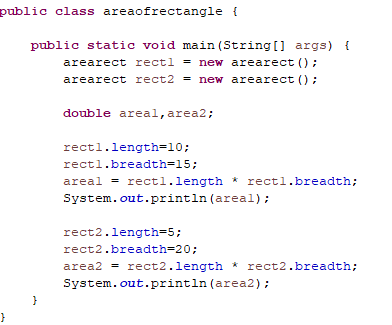 public class areaofrectangle {
public static void main(String[] args) {
arearect rect1 = new arearect();
arearect rect2 = new arearect();
double area1,area2;
rect1.length=10;
rect1.breadth=15;
area1 = rect1.length * rect1.breadth;
System.out.println(area1);
rect2.length=5;
rect2.breadth=20;
area2 = rect2.length * rect2.breadth;
System.out.println(area2);
}
}